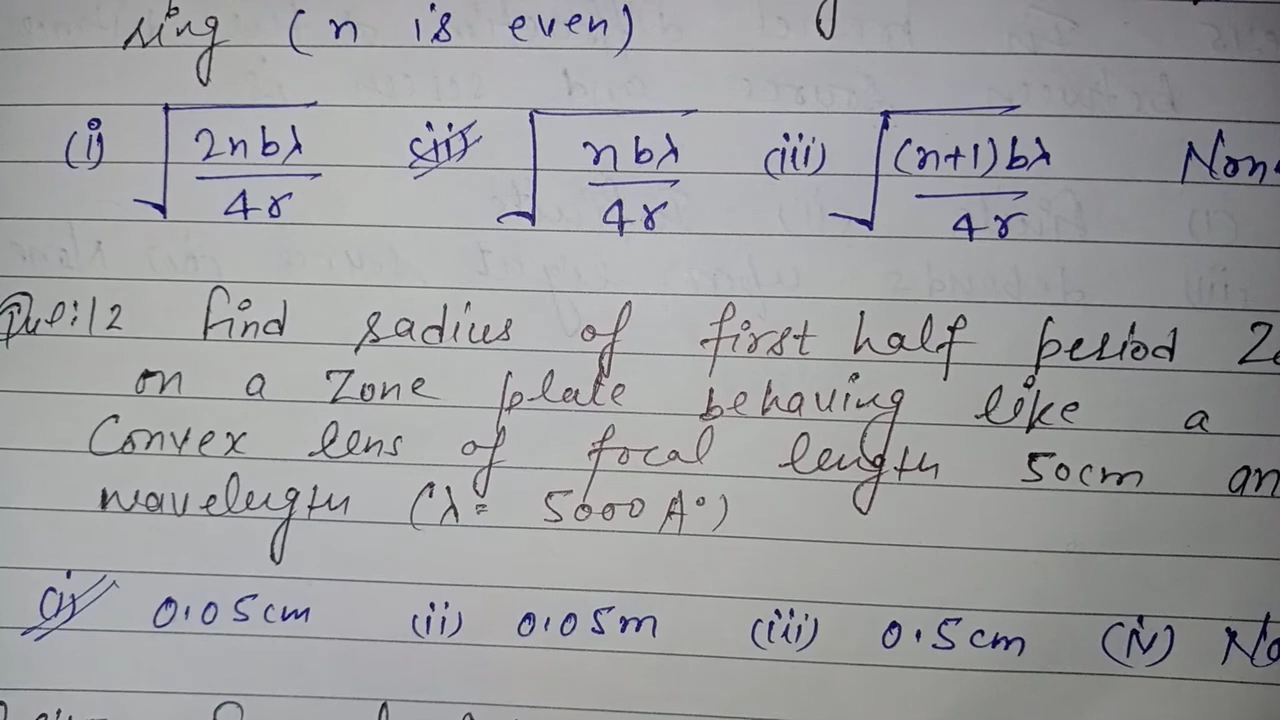 ring (n is even)
(i) √(2nbλ/4r) (ii) √(nbλ/4r) (iii) √((n+1)bλ/4r) Non
Que:12 find radius of first half period Zo
on a Zone plate behaving like a
Convex lens of focal length 50cm an
wavelength (λ= 5000 A°)
(i) 0.05cm (ii) 0.05m (iii) 0.5cm (iv) No